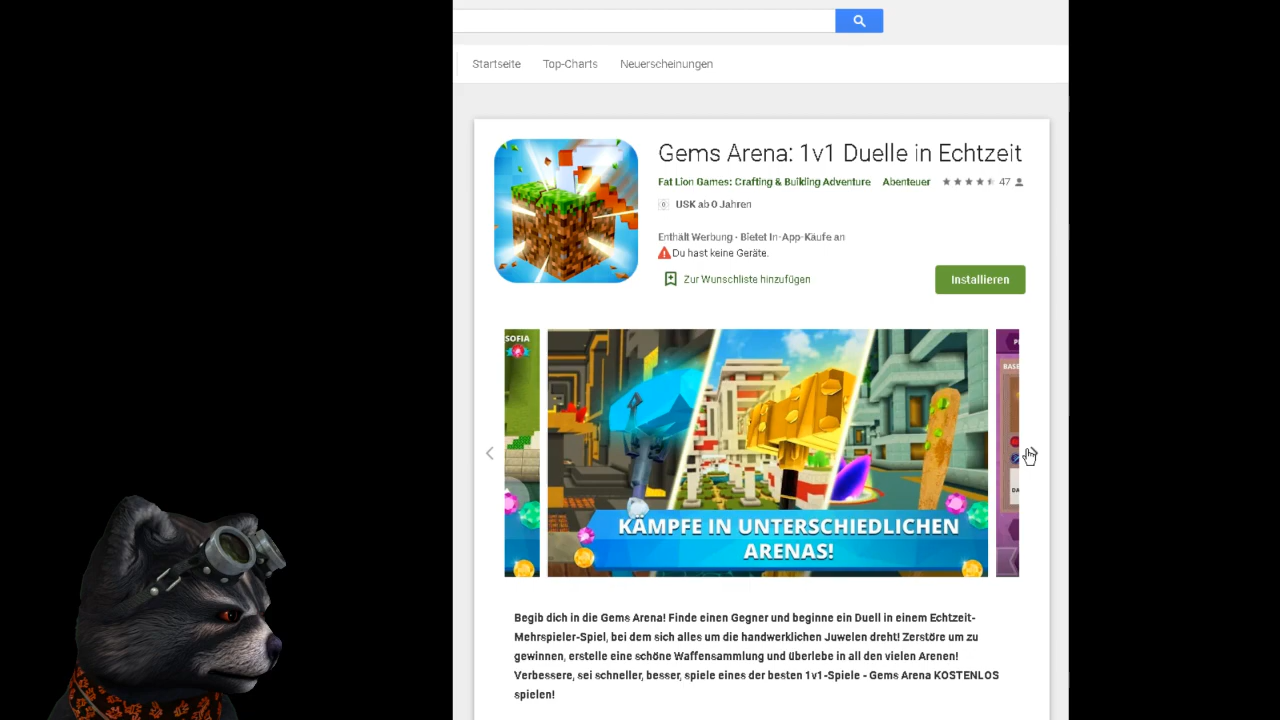 Startseite Top-Charts Neuerscheinungen
Gems Arena: 1v1 Duelle in Echtzeit
Fat Lion Games: Crafting & Building Adventure Abenteuer 47
0 USK ab 0 Jahren
Enthält Werbung · Bietet In-App-Käufe an
Du hast keine Geräte.
Zur Wunschliste hinzufügen
Installieren
SOFIA
KÄMPFE IN UNTERSCHIEDLICHEN
ARENAS!
BASE
Begib dich in die Gems Arena! Finde einen Gegner und beginne ein Duell in einem Echtzeit-
Mehrspieler-Spiel, bei dem sich alles um die handwerklichen Juwelen dreht! Zerstöre um zu
gewinnen, erstelle eine schöne Waffensammlung und überlebe in all den vielen Arenen!
Verbessere, sei schneller, besser, spiele eines der besten 1v1-Spiele - Gems Arena KOSTENLOS
spielen!